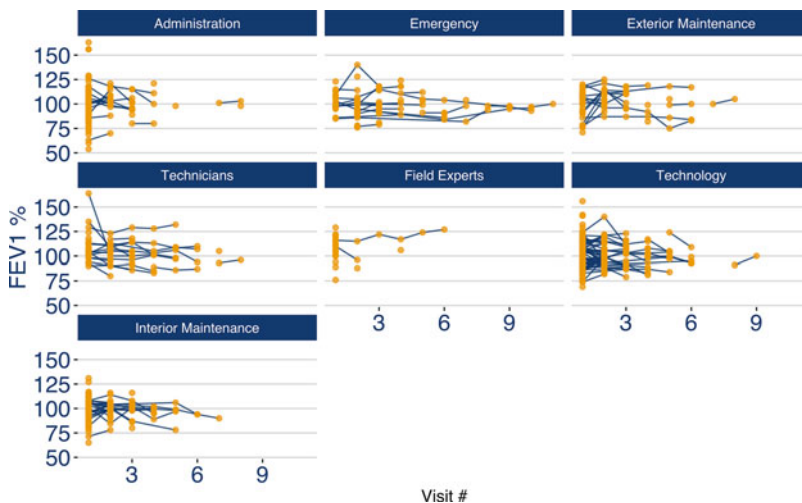 Administration Emergency Exterior Maintenance
150
125
100
75
50
Technicians Field Experts Technology
150
125
100
75
50
3 6 9 3 6 9
Interior Maintenance
150
125
100
75
50
3 6 9
FEV1 %
Visit #